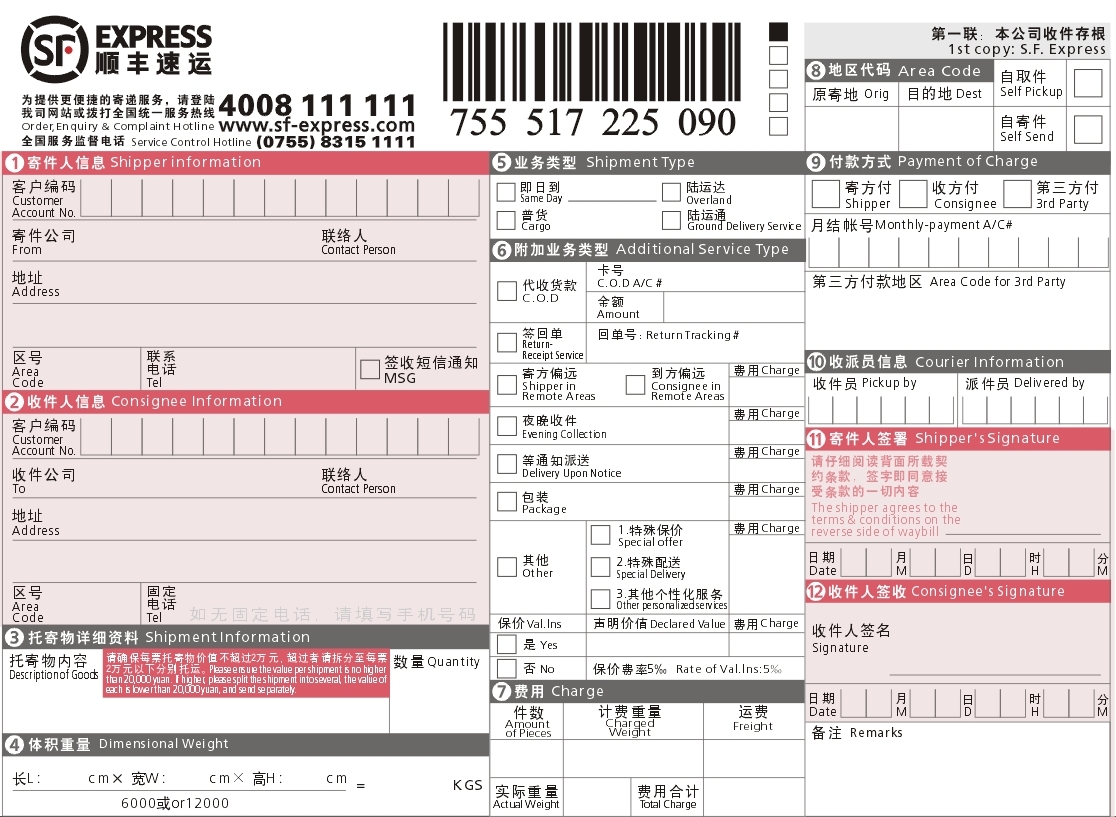 SF EXPRESS
顺丰速运
为提供更便捷的寄递服务，请登陆
我司网站或拨打全国统一服务热线
4008 111 111
Order,Enquiry & Complaint Hotline www.sf-express.com
全国服务监督电话 Service Control Hotline (0755) 8315 1111
755 517 225 090
第一联：本公司收件存根
1st copy: S.F. Express
⑧ 地区代码 Area Code
原寄地 Orig
目的地 Dest
自取件
Self Pickup
自寄件
Self Send
① 寄件人信息 Shipper information
客户编码
Customer
Account No.
寄件公司
From
联络人
Contact Person
地址
Address
区号
Area
Code
联系
电话
Tel
签收短信通知
MSG
② 收件人信息 Consignee Information
客户编码
Customer
Account No.
收件公司
To
联络人
Contact Person
地址
Address
区号
Area
Code
固定
电话
Tel
如无固定电话，请填写手机号码
③ 托寄物详细资料 Shipment Information
托寄物内容
Description of Goods
请确保每票托寄物价值不超过2万元，超过者请拆分至每票
2万元以下分别托运。Please ensure the value per shipment is no higher
than 20,000 yuan. If higher, please split the shipment into several, the value of
each is lower than 20,000 yuan, and send separately.
数量 Quantity
④ 体积重量 Dimensional Weight
长L: cm× 宽W: cm× 高H: cm = KGS
6000或or12000
⑤ 业务类型 Shipment Type
即日到
Same Day
陆运达
Overland
普货
Cargo
陆运通
Ground Delivery Service
⑥ 附加业务类型 Additional Service Type
代收货款
C.O.D
卡号
C.O.D A/C #
金额
Amount
签回单
Return-
Receipt Service
回单号: Return Tracking #
寄方偏远
Shipper in
Remote Areas
到方偏远
Consignee in
Remote Areas
费用 Charge
夜晚收件
Evening Collection
费用 Charge
等通知派送
Delivery Upon Notice
费用 Charge
包装
Package
费用 Charge
其他
Other
1.特殊保价
Special offer
2.特殊配送
Special Delivery
3.其他个性化服务
Other personalized services
费用 Charge
保价 Val.Ins
声明价值 Declared Value
费用 Charge
是 Yes
否 No
保价费率5‰ Rate of Val.Ins:5‰
⑦ 费用 Charge
件数
Amount
of Pieces
计费重量
Charged
Weight
运费
Freight
实际重量
Actual Weight
费用合计
Total Charge
⑨ 付款方式 Payment of Charge
寄方付
Shipper
收方付
Consignee
第三方付
3rd Party
月结帐号 Monthly-payment A/C#
第三方付款地区 Area Code for 3rd Party
⑩ 收派员信息 Courier Information
收件员 Pickup by
派件员 Delivered by
⑪ 寄件人签署 Shipper's Signature
请仔细阅读背面所载契
约条款，签字即同意接
受条款的一切内容
The shipper agrees to the
terms & conditions on the
reverse side of waybill
日期
Date
月
M
日
D
时
H
分
M
⑫ 收件人签收 Consignee's Signature
收件人签名
Signature
日期
Date
月
M
日
D
时
H
分
M
备注 Remarks